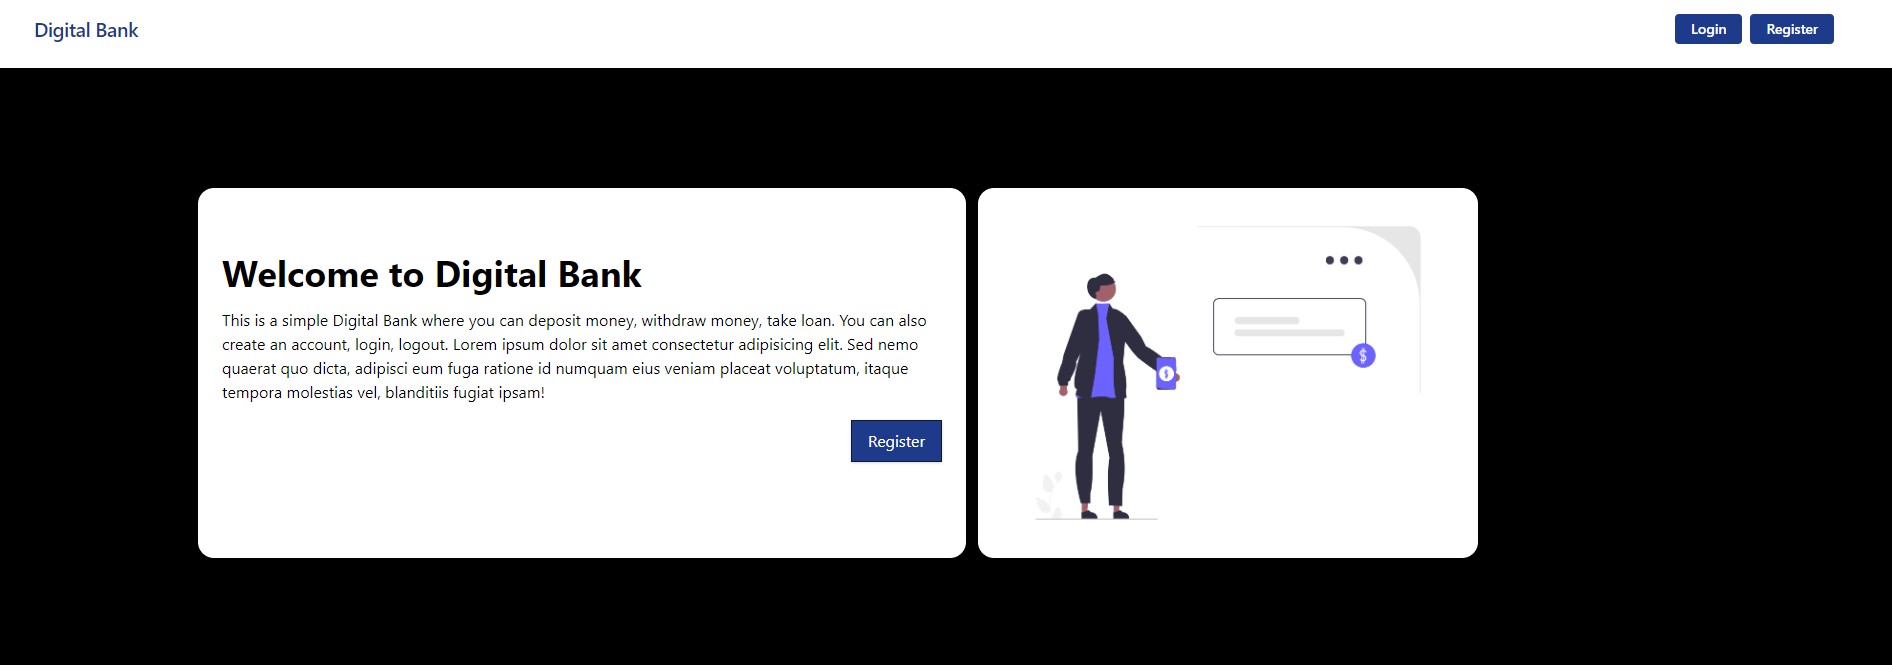 Digital Bank
Login
Register
Welcome to Digital Bank
This is a simple Digital Bank where you can deposit money, withdraw money, take loan. You can also
create an account, login, logout. Lorem ipsum dolor sit amet consectetur adipisicing elit. Sed nemo
quaerat quo dicta, adipisci eum fuga ratione id numquam eius veniam placeat voluptatum, itaque
tempora molestias vel, blanditiis fugiat ipsam!
Register
$
$